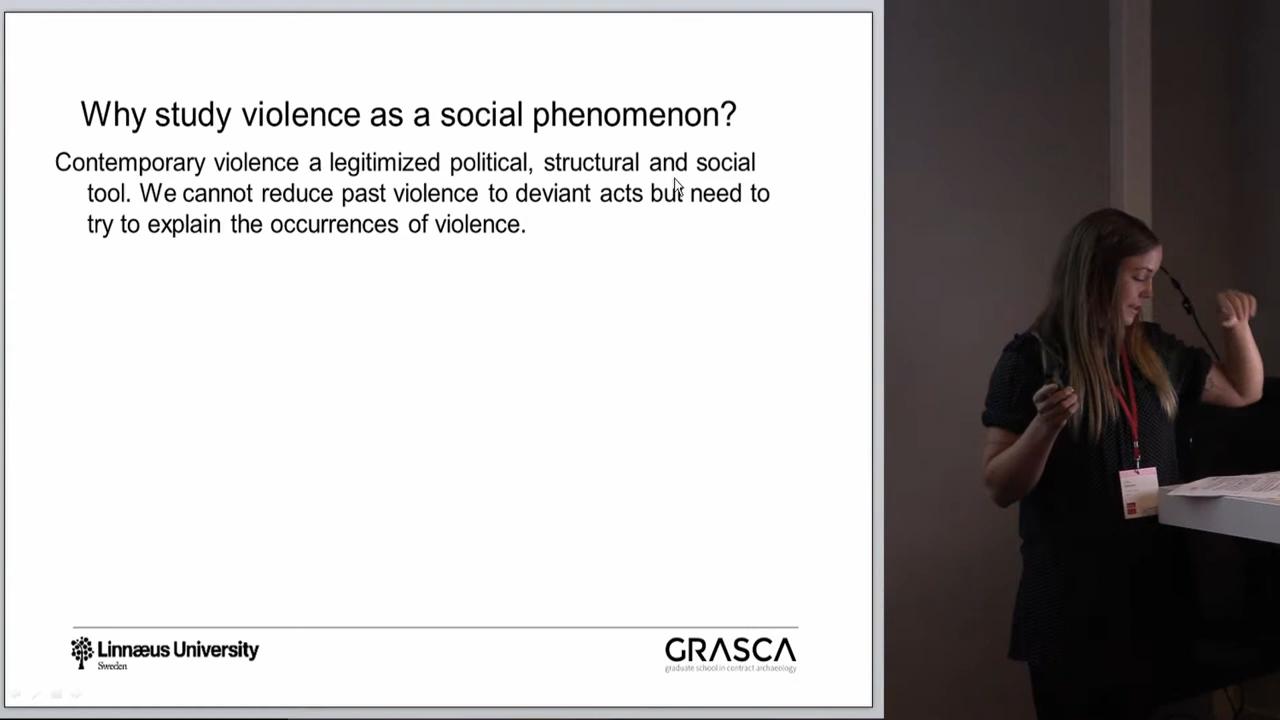 Why study violence as a social phenomenon?
Contemporary violence a legitimized political, structural and social
tool. We cannot reduce past violence to deviant acts but need to
try to explain the occurrences of violence.
Linnæus University
Sweden
GRASCA
graduate school in contract archaeology